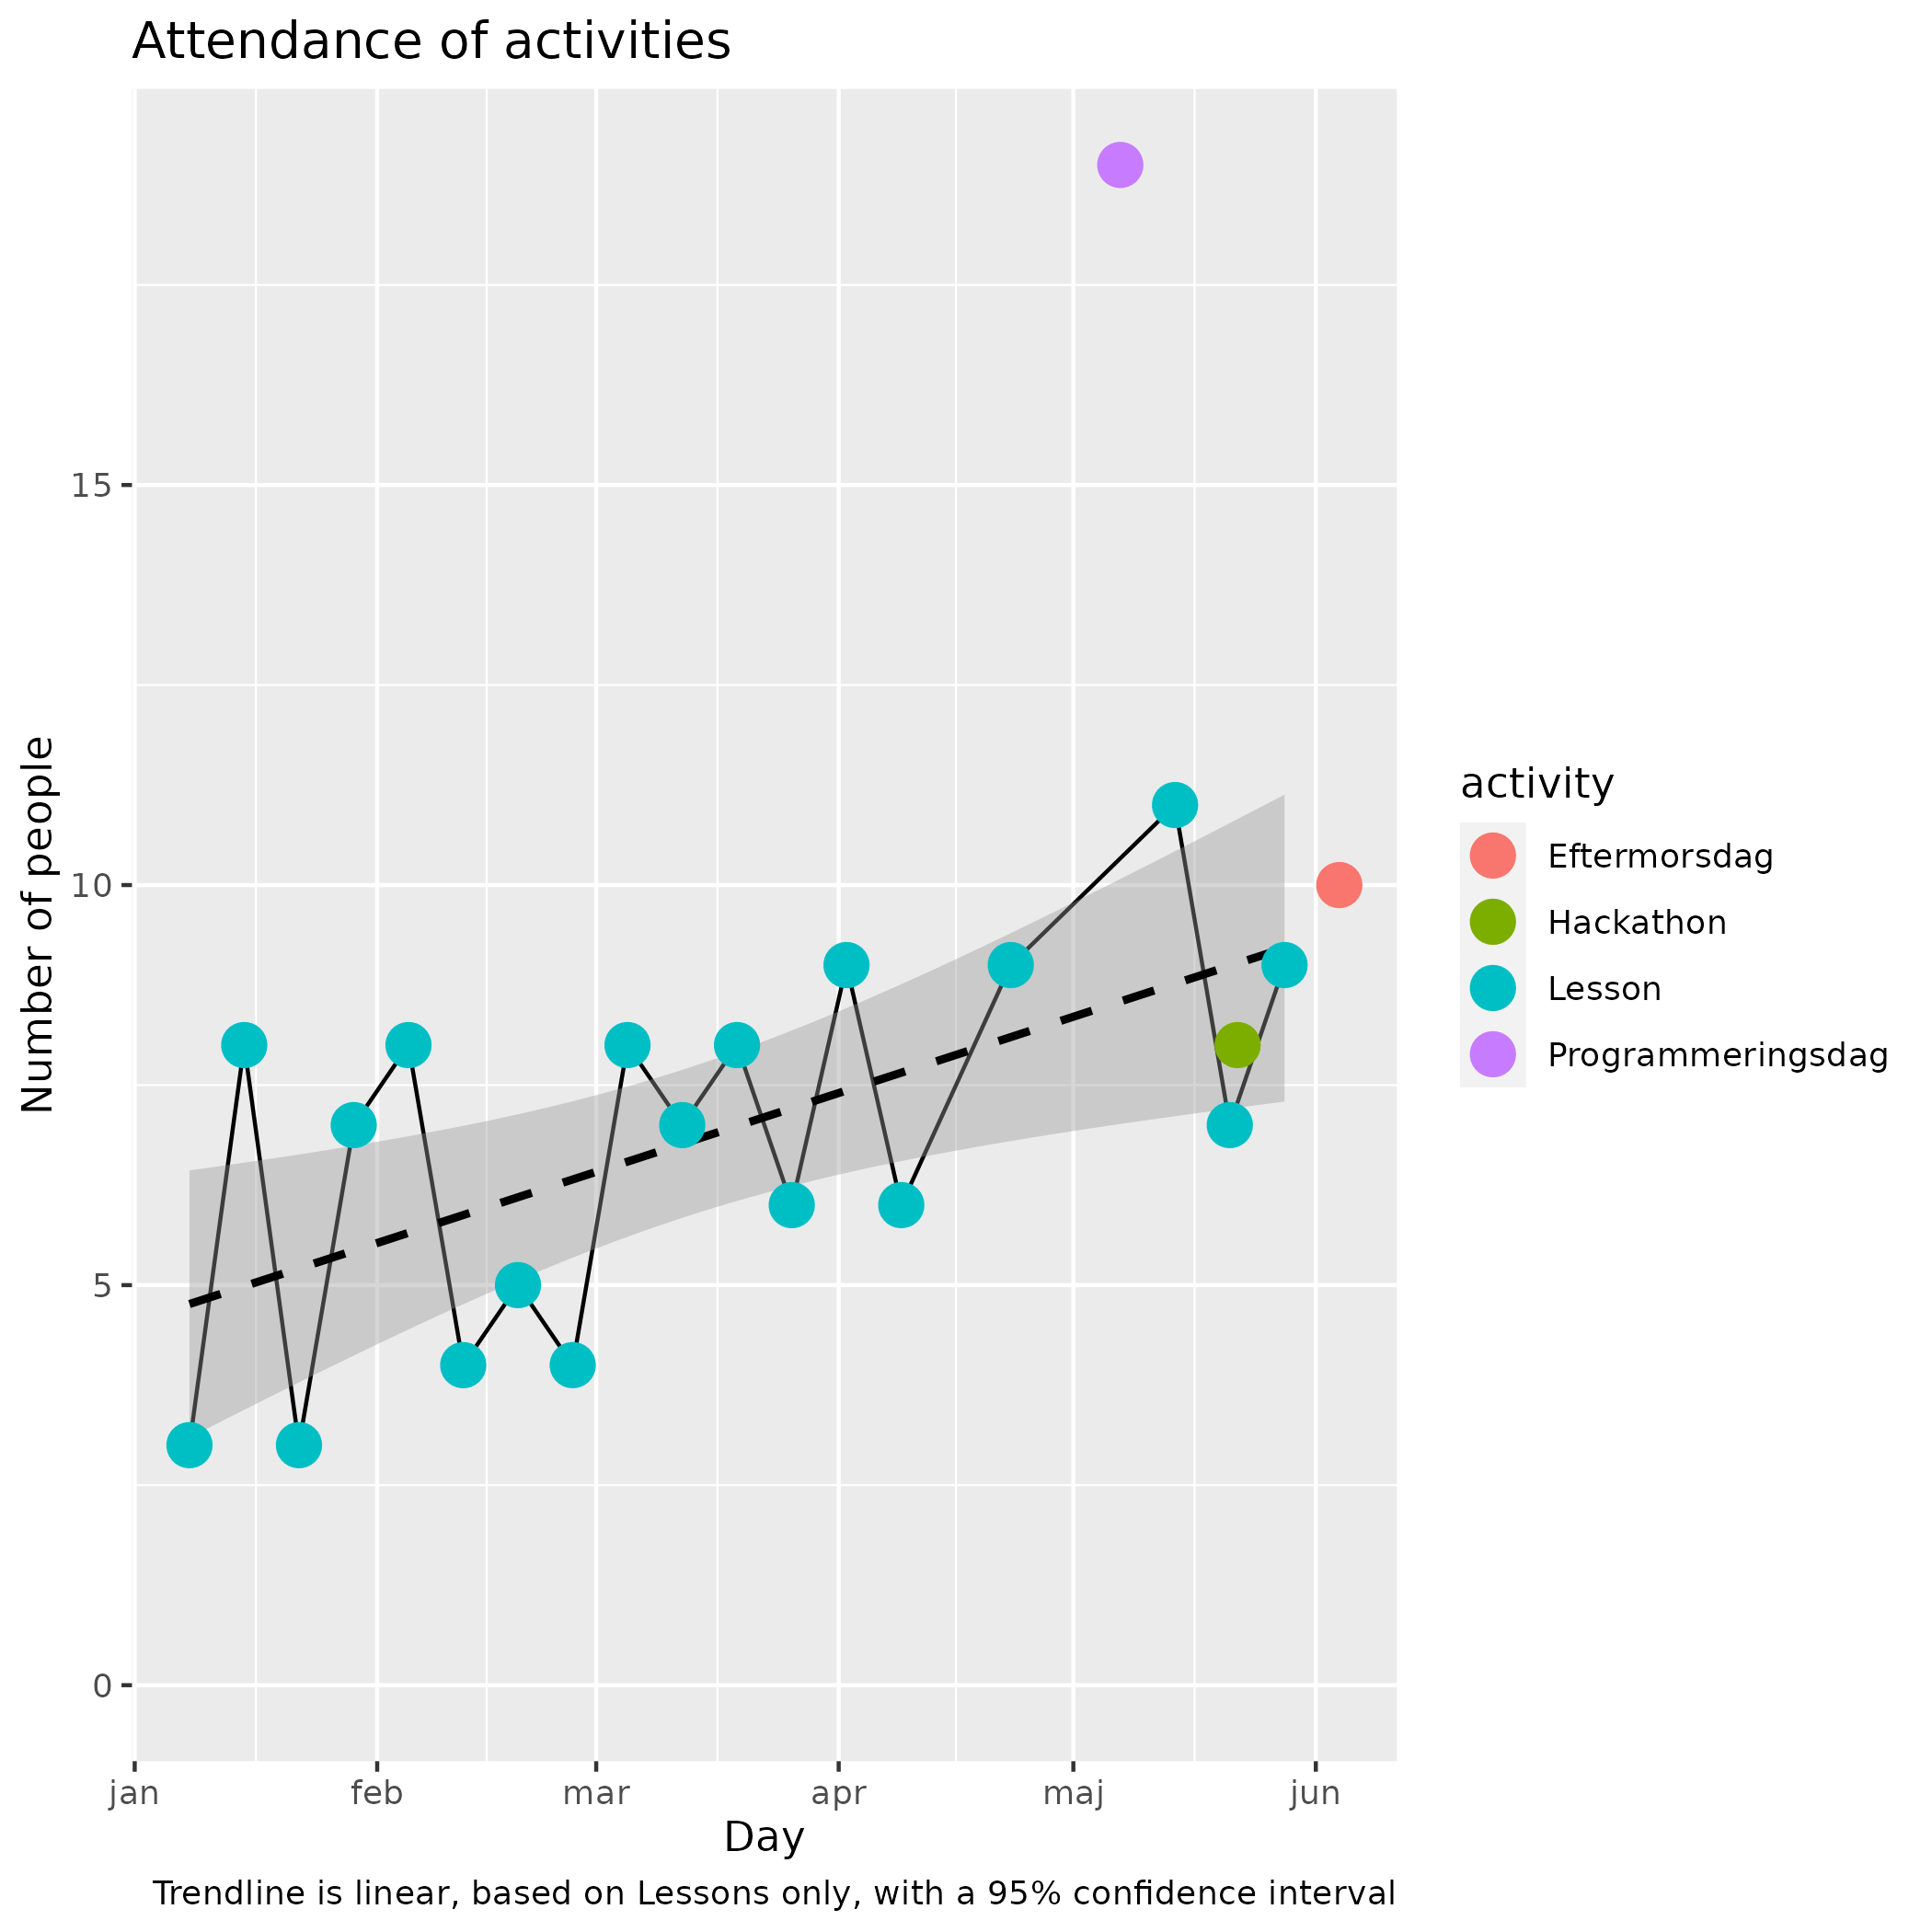 Attendance of activities
Number of people
15
10
5
0
jan feb mar apr maj jun
Day
activity
Eftermorsdag
Hackathon
Lesson
Programmeringsdag
Trendline is linear, based on Lessons only, with a 95% confidence interval